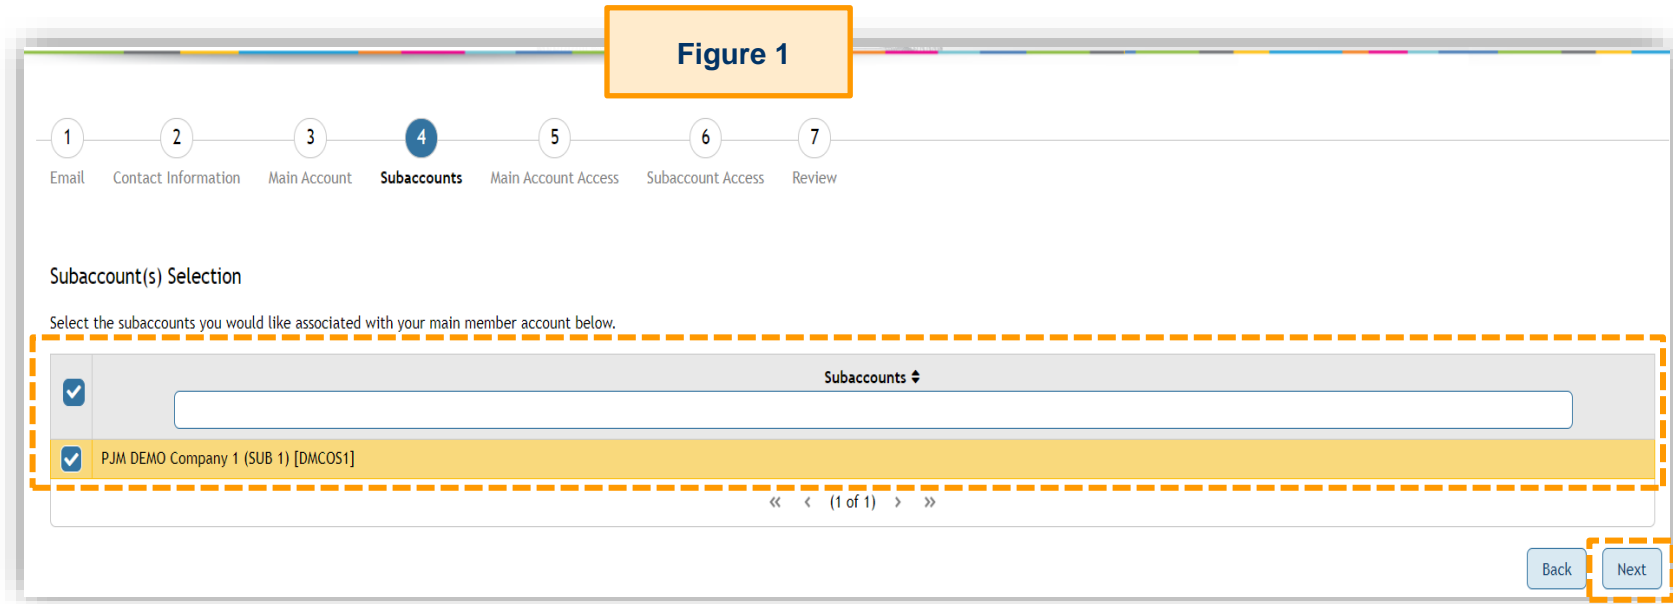 Figure 1
1 2 3 4 5 6 7
Email Contact Information Main Account Subaccounts Main Account Access Subaccount Access Review
Subaccount(s) Selection
Select the subaccounts you would like associated with your main member account below.
Subaccounts
PJM DEMO Company 1 (SUB 1) [DMCOS1]
« ‹ (1 of 1) › »
Back Next